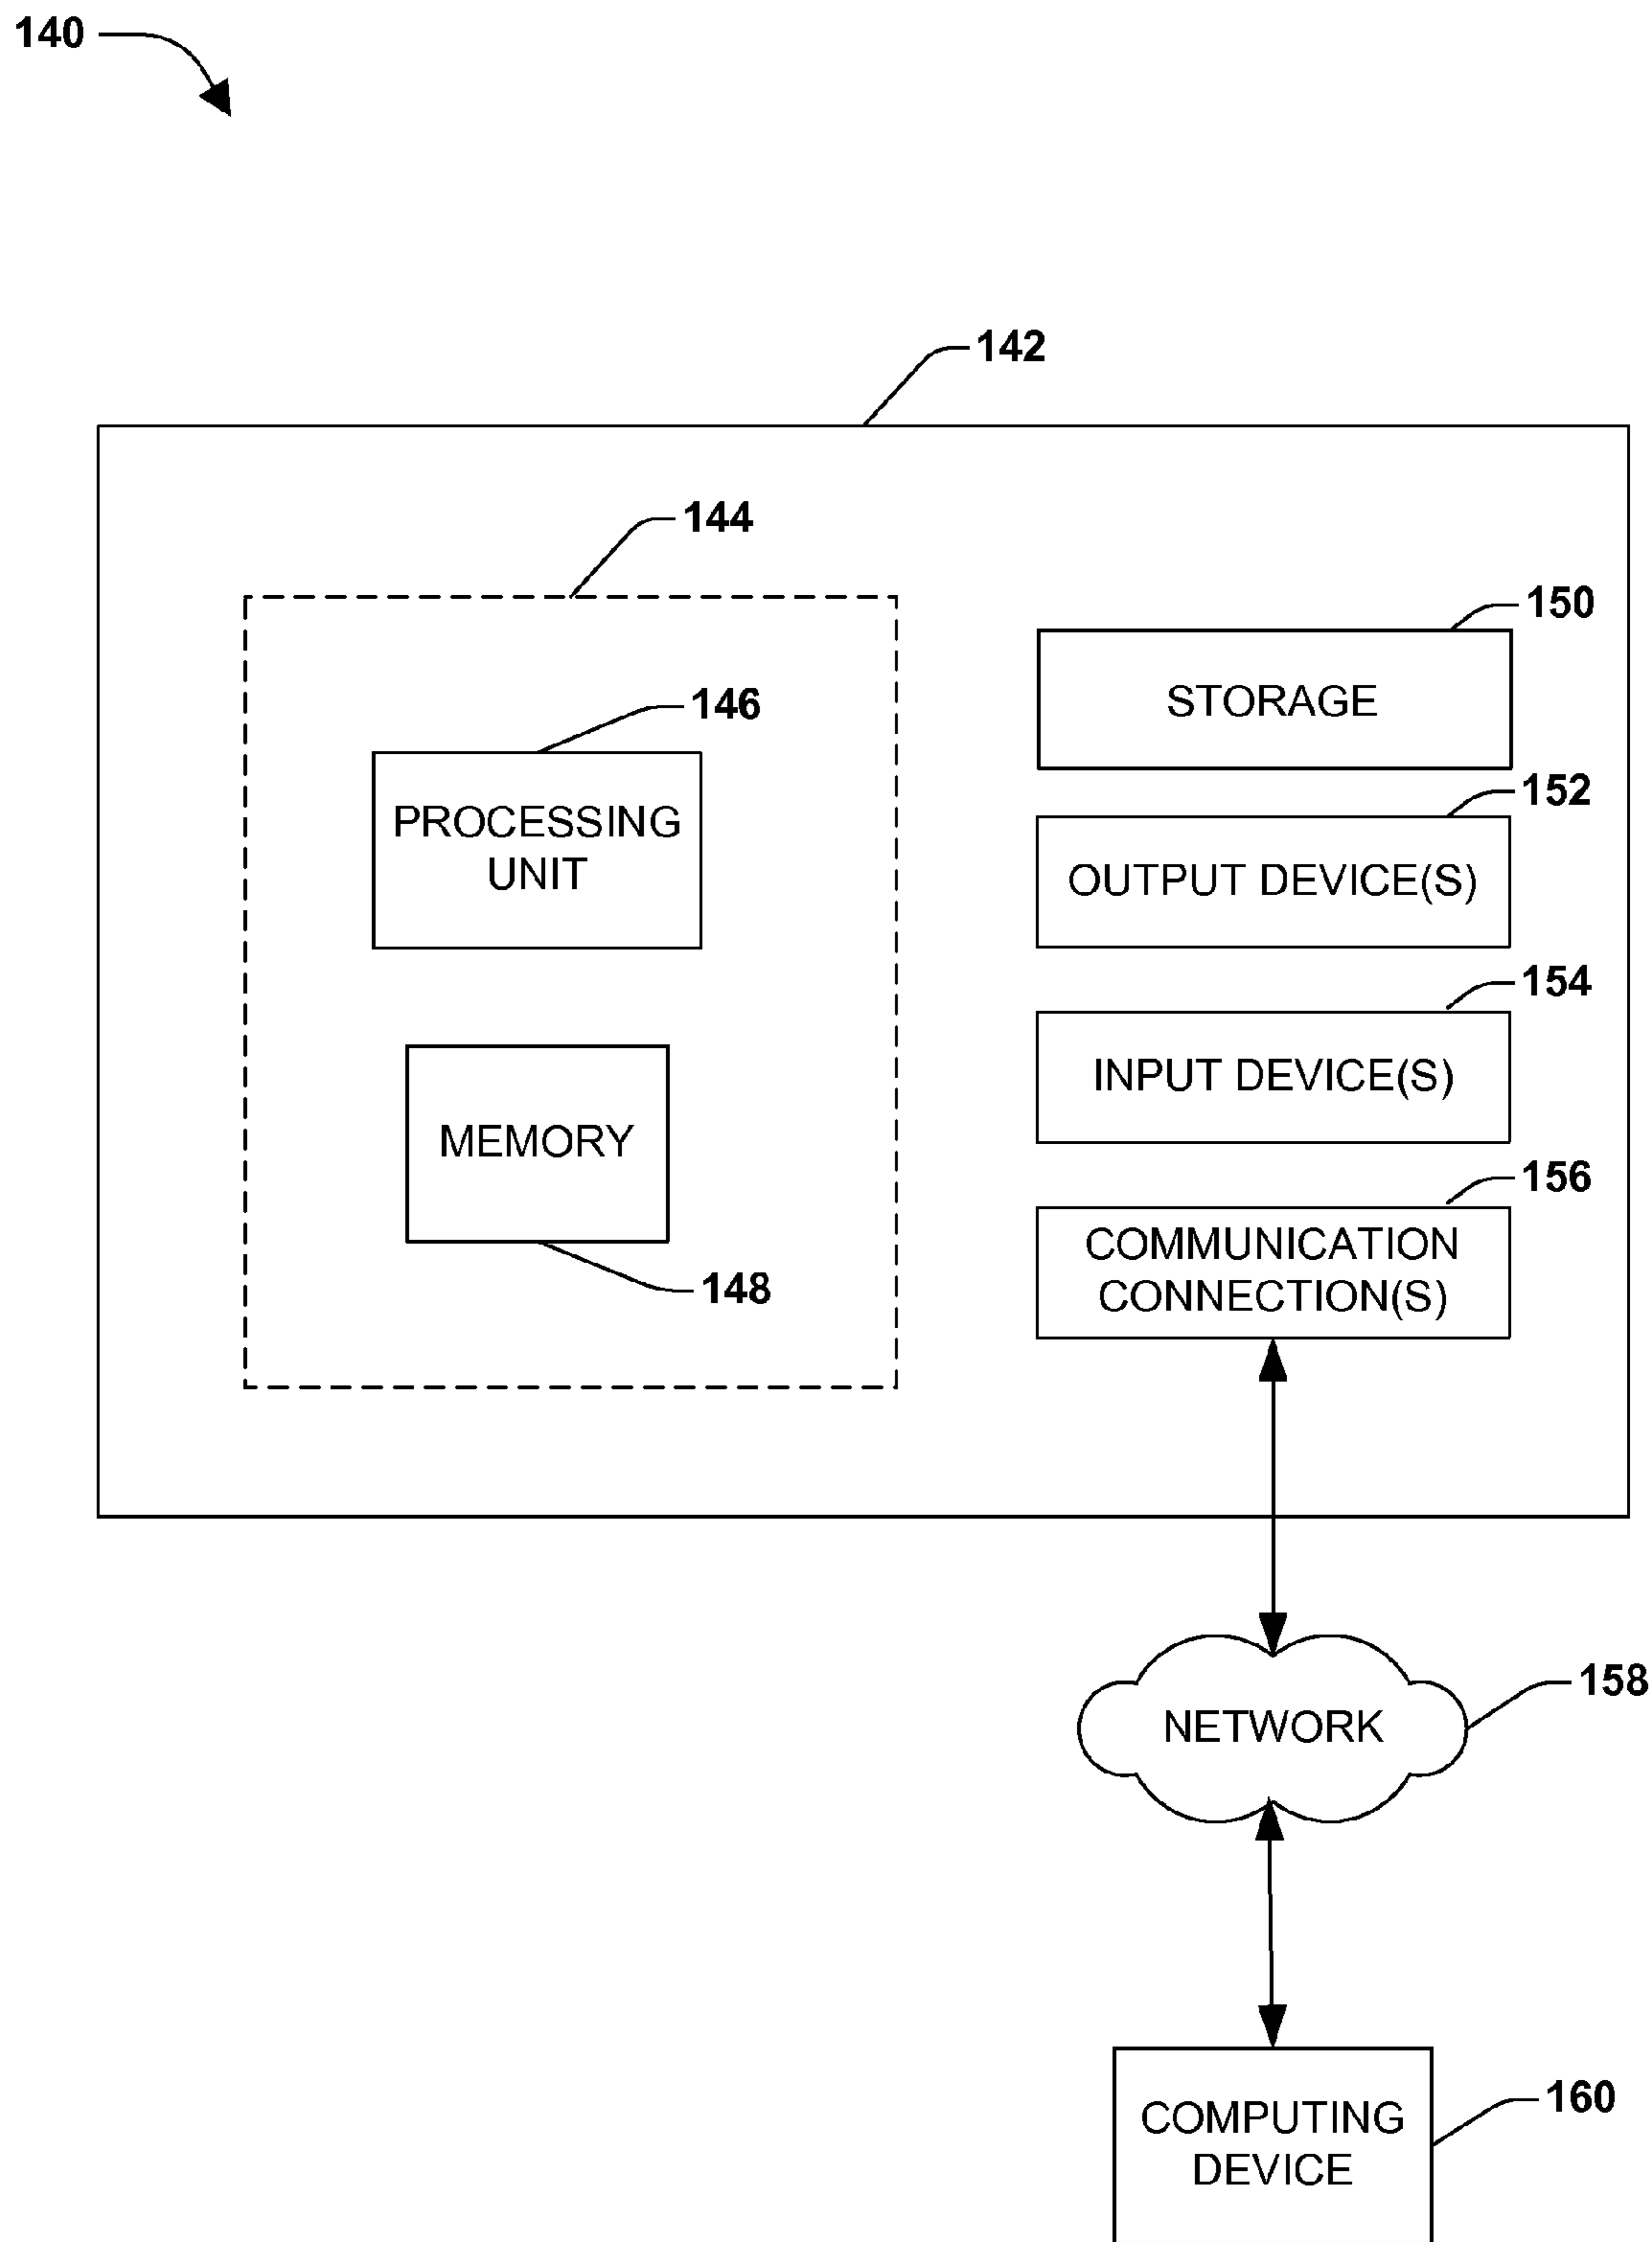 140
142
144
150
STORAGE
146
152
PROCESSING
UNIT
OUTPUT DEVICE(S)
154
INPUT DEVICE(S)
MEMORY
156
COMMUNICATION
CONNECTION(S)
148
158
NETWORK
160
COMPUTING
DEVICE